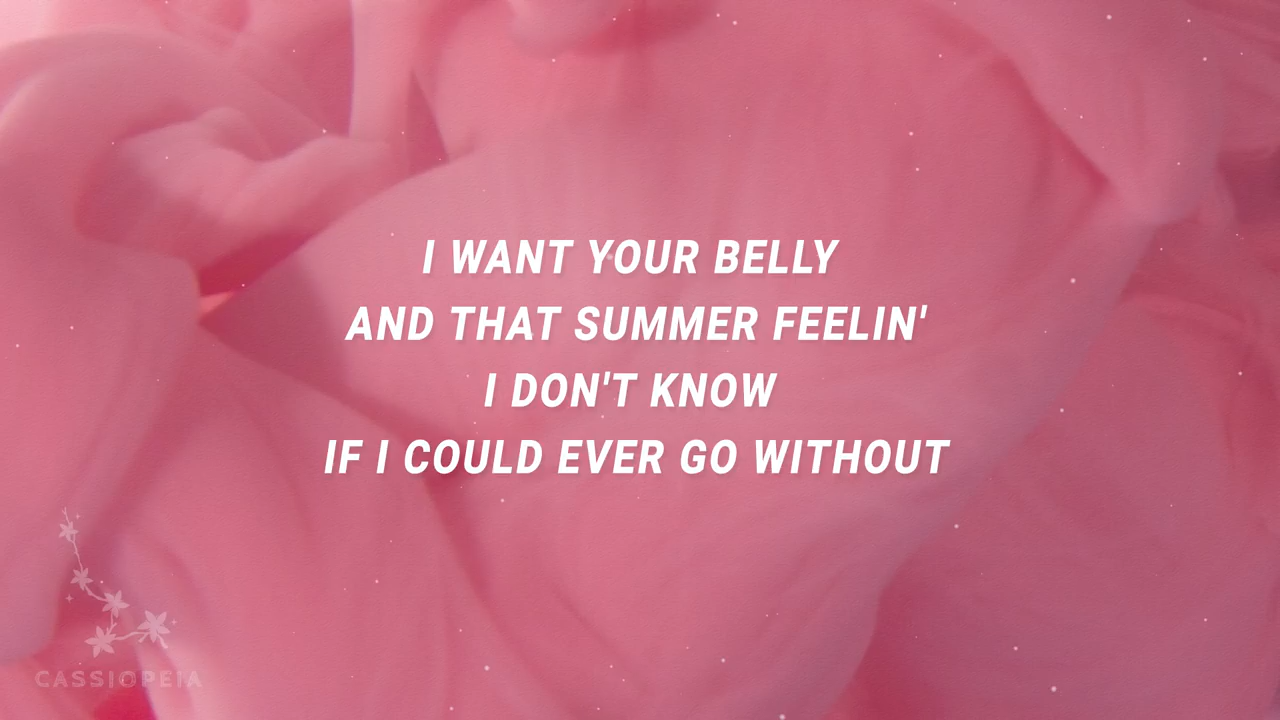 I WANT YOUR BELLY
AND THAT SUMMER FEELIN'
I DON'T KNOW
IF I COULD EVER GO WITHOUT
CASSIOPEIA